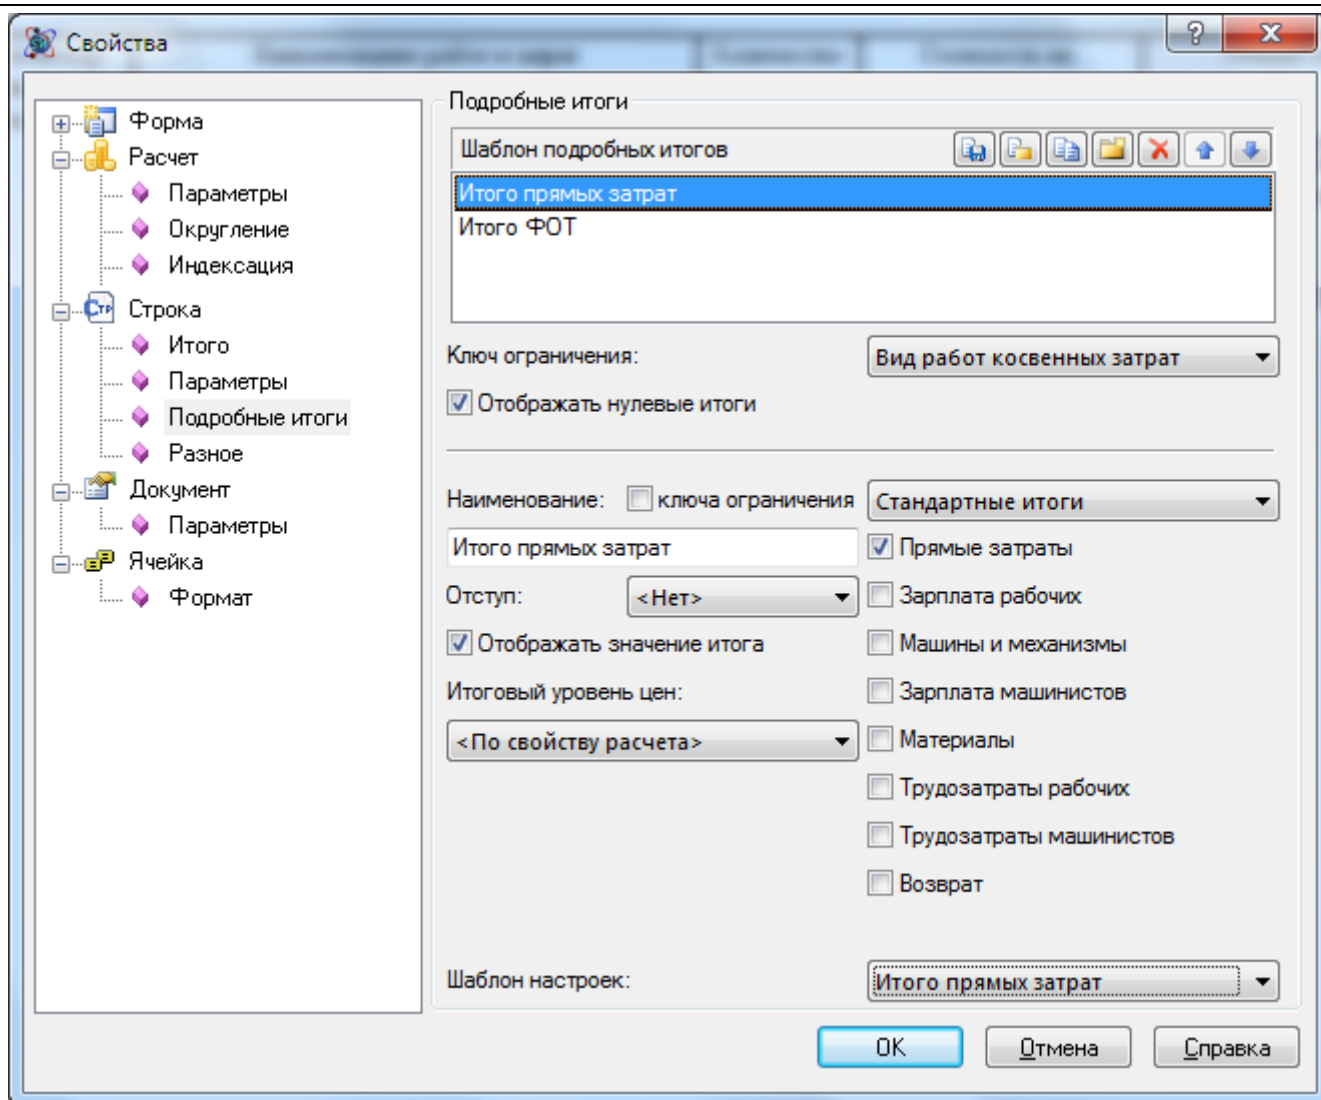 Свойства
?
Форма
Расчет
Параметры
Округление
Индексация
Стр Строка
Итого
Параметры
Подробные итоги
Разное
Документ
Параметры
Ячейка
Формат
Подробные итоги
Шаблон подробных итогов
Итого прямых затрат
Итого ФОТ
Ключ ограничения: Вид работ косвенных затрат
Отображать нулевые итоги
Наименование: ключа ограничения Стандартные итоги
Итого прямых затрат Прямые затраты
Отступ: <Нет> Зарплата рабочих
Отображать значение итога Машины и механизмы
Итоговый уровень цен: Зарплата машинистов
<По свойству расчета> Материалы
Трудозатраты рабочих
Трудозатраты машинистов
Возврат
Шаблон настроек: Итого прямых затрат
OK Отмена Справка